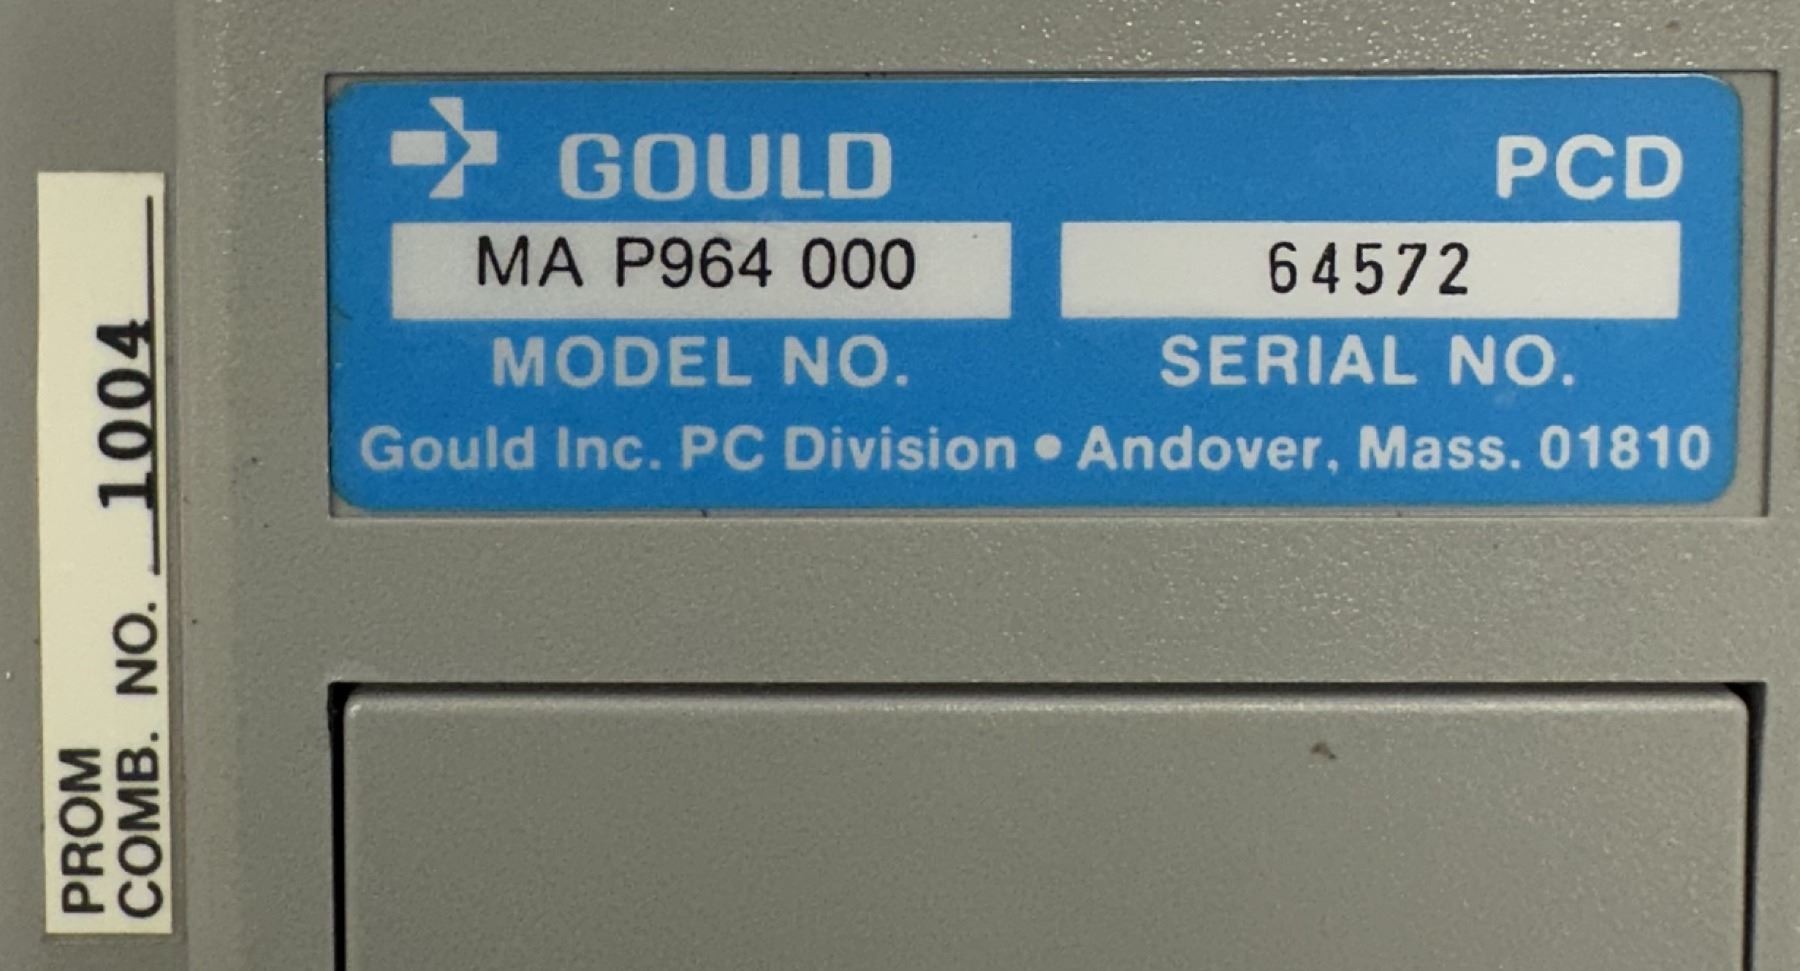 GOULD PCD
MA P964 000 64572
MODEL NO. SERIAL NO.
Gould Inc. PC Division • Andover, Mass. 01810
PROM
COMB. NO. 1004